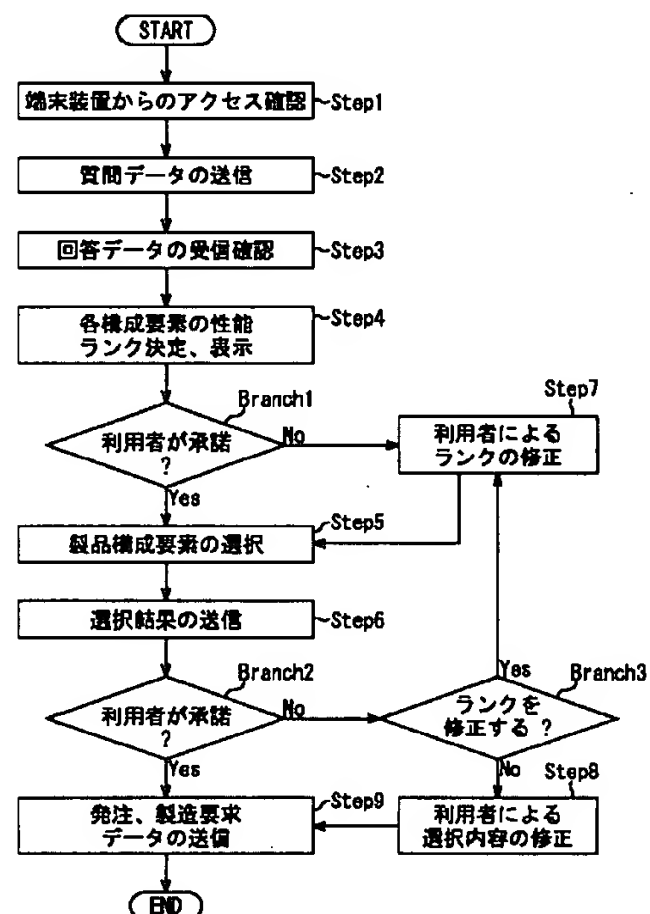 START
端末装置からのアクセス確認 ~Step1
質問データの送信 ~Step2
回答データの受信確認 ~Step3
各構成要素の性能
ランク決定、表示
~Step4
Branch1
利用者が承諾
?
No
Yes
Step7
利用者による
ランクの修正
製品構成要素の選択
~Step5
選択結果の送信 ~Step6
Branch2
利用者が承諾
?
No
Yes
Yes
Branch3
ランクを
修正する ?
No
Step8
利用者による
選択内容の修正
発注、製造要求
データの送信
~Step9
END